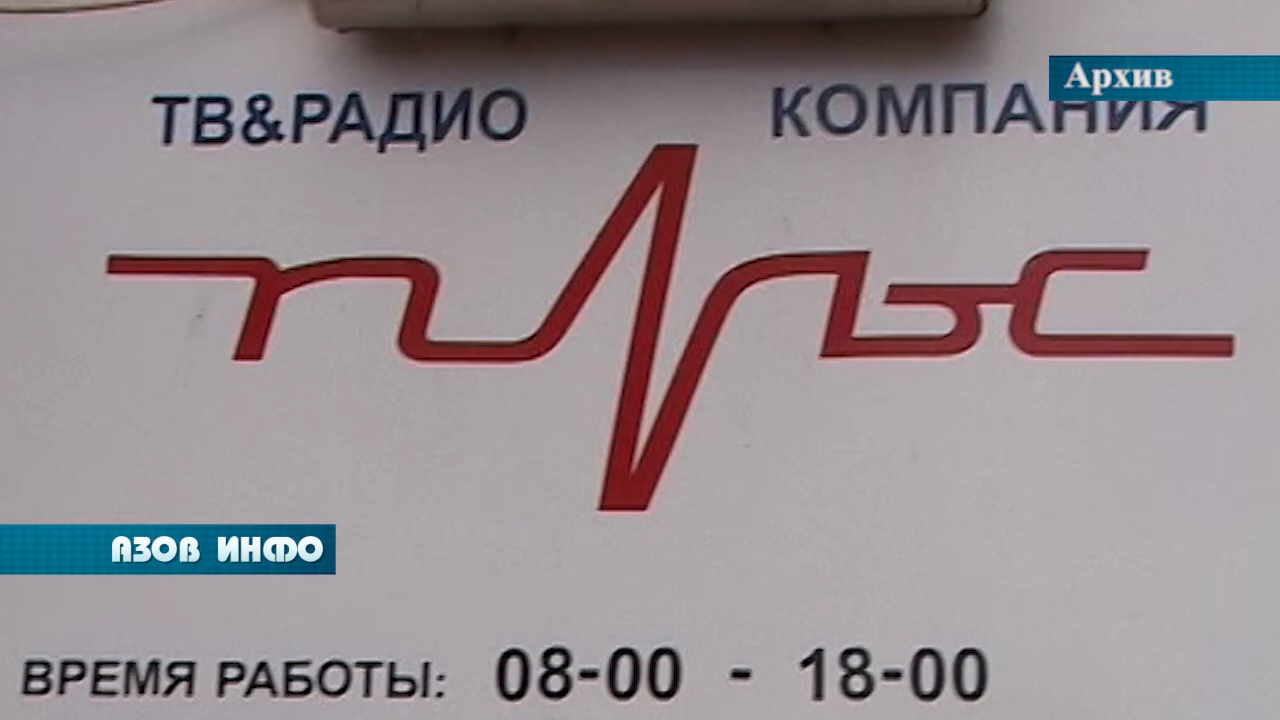 Архив
ТВ&РАДИО КОМПАНИЯ
пульс
АЗОВ ИНФО
ВРЕМЯ РАБОТЫ: 08-00 - 18-00